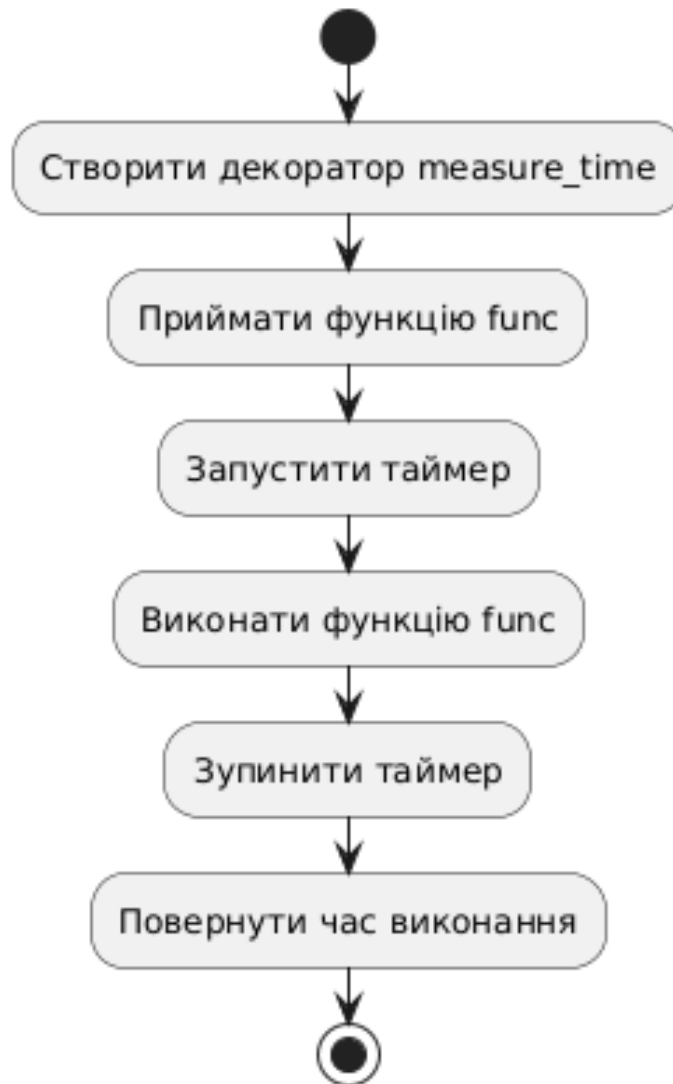 Створити декоратор measure_time
Приймати функцію func
Запустити таймер
Виконати функцію func
Зупинити таймер
Повернути час виконання